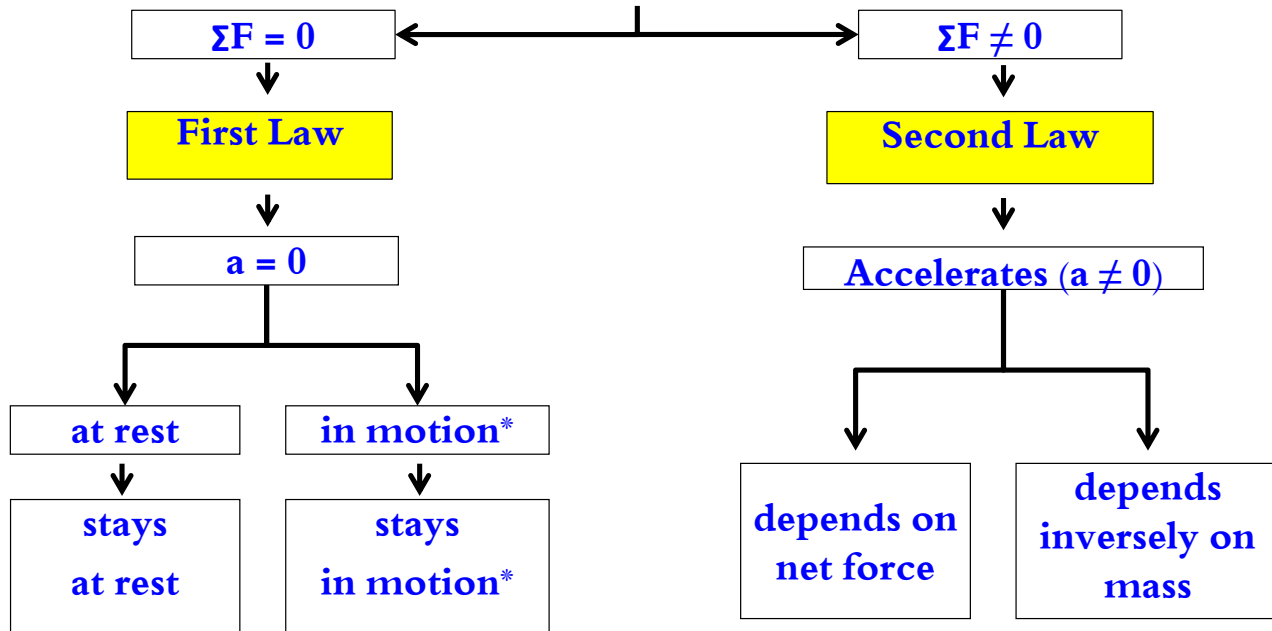 ΣF = 0
ΣF ≠ 0
First Law
Second Law
a = 0
Accelerates (a ≠ 0)
at rest
in motion*
stays
at rest
stays
in motion*
depends on
net force
depends
inversely on
mass